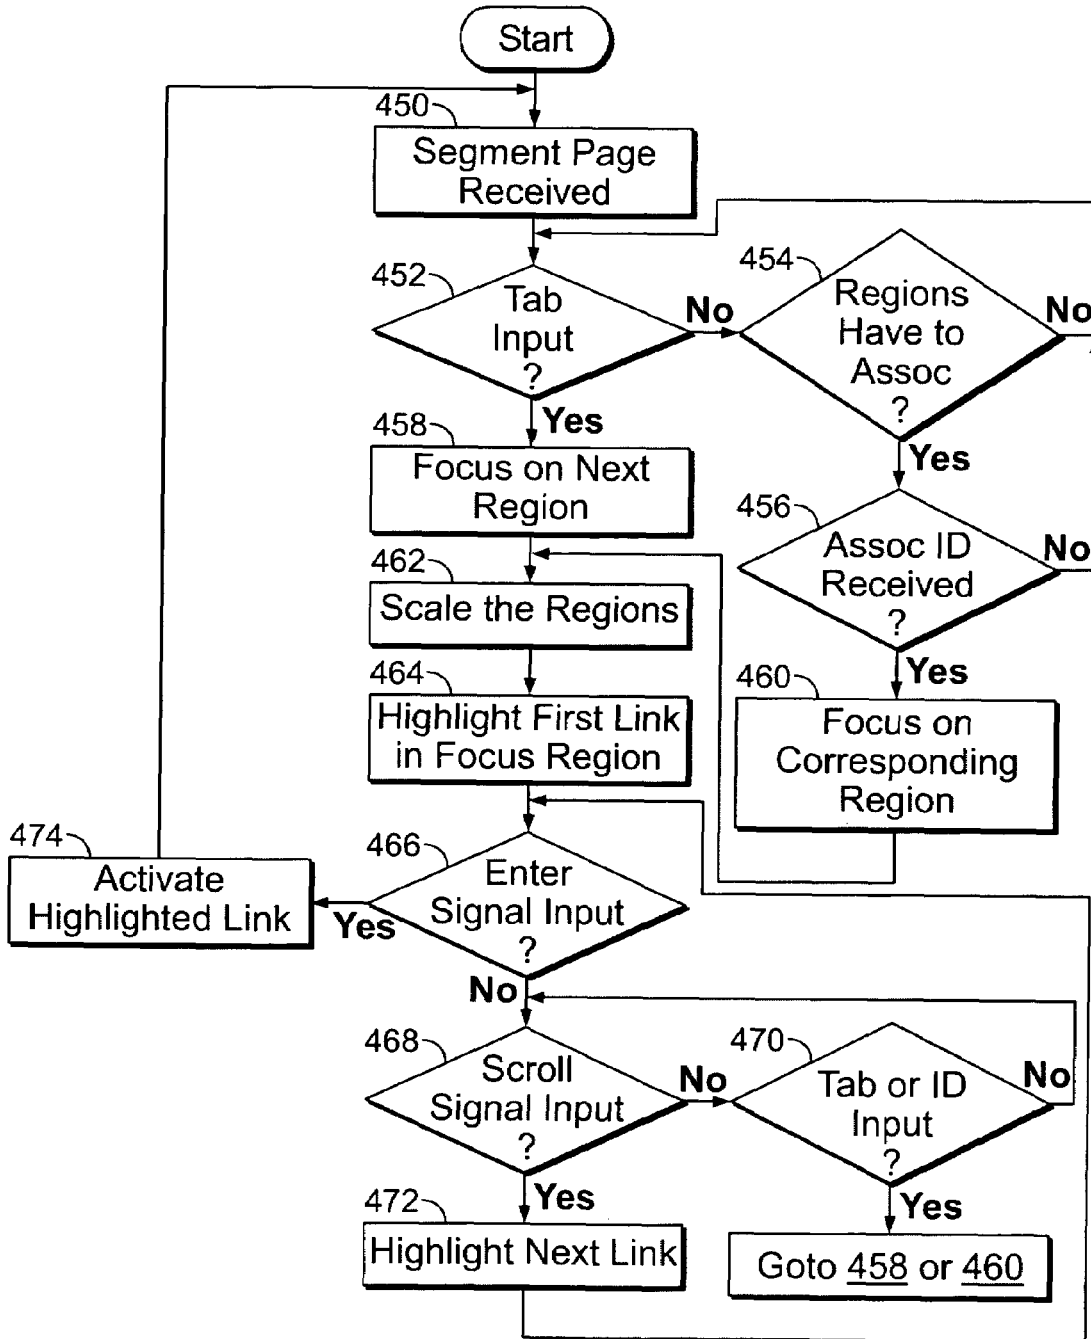 Start
450
Segment Page
Received
452
Tab
Input
?
No
Yes
454
Regions
Have to
Assoc
?
No
Yes
458
Focus on Next
Region
456
Assoc ID
Received
?
No
Yes
462
Scale the Regions
464
Highlight First Link
in Focus Region
460
Focus on
Corresponding
Region
474
Activate
Highlighted Link
466
Enter
Signal Input
?
Yes
No
468
Scroll
Signal Input
?
No
Yes
470
Tab or ID
Input
?
No
Yes
472
Highlight Next Link
Goto 458 or 460